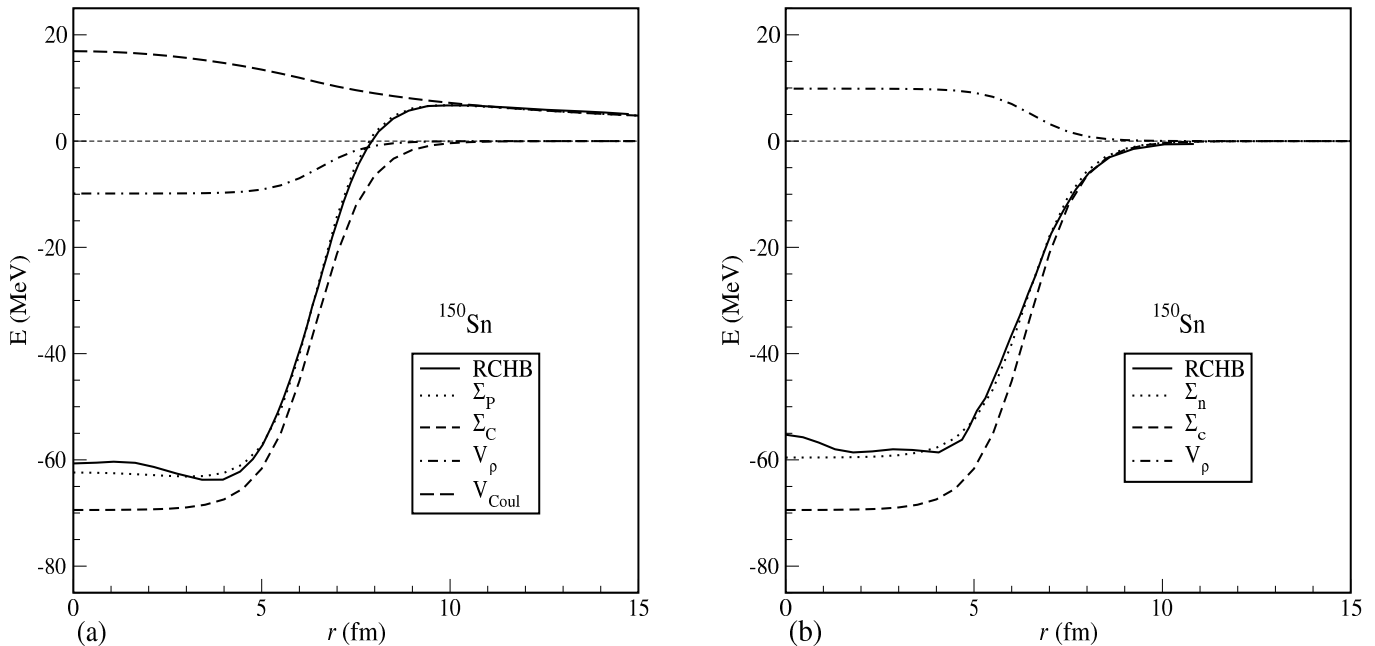 20
0
-20
-40
-60
-80
E (MeV)
0 5 10 15
r (fm)
(a)
150Sn
RCHB
ΣP
ΣC
Vρ
VCoul
20
0
-20
-40
-60
-80
E (MeV)
0 5 10 15
r (fm)
(b)
150Sn
RCHB
Σn
Σc
Vρ